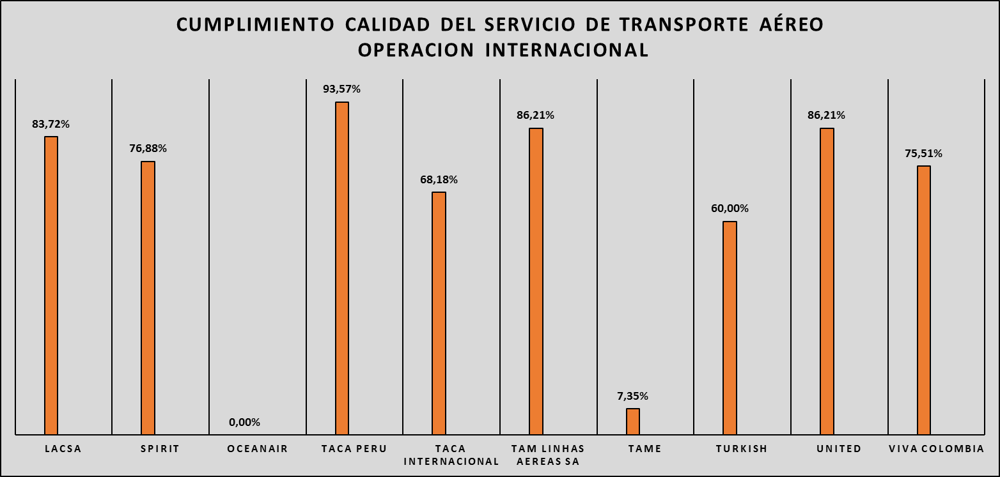 CUMPLIMIENTO CALIDAD DEL SERVICIO DE TRANSPORTE AÉREO
OPERACION INTERNACIONAL
83,72%
76,88%
0,00%
93,57%
68,18%
86,21%
7,35%
60,00%
86,21%
75,51%
LACSA
SPIRIT
OCEANAIR
TACA PERU
TACA
INTERNACIONAL
TAM LINHAS
AEREAS SA
TAME
TURKISH
UNITED
VIVA COLOMBIA